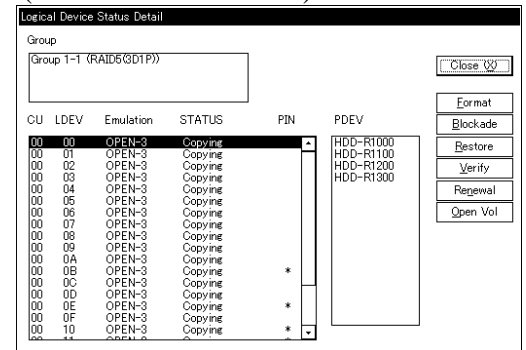 Logical Device Status Detail
Group
Group 1-1 (RAID5(3D1P))
Close (X)
Format
CU LDEV Emulation STATUS PIN PDEV
Blockade
00 00 OPEN-3 Copying HDD-R1000
Restore
00 01 OPEN-3 Copying HDD-R1100
00 02 OPEN-3 Copying HDD-R1200
Verify
00 03 OPEN-3 Copying HDD-R1300
00 04 OPEN-3 Copying
Renewal
00 05 OPEN-3 Copying
00 06 OPEN-3 Copying
Open Vol
00 07 OPEN-3 Copying
00 08 OPEN-3 Copying
00 09 OPEN-3 Copying
00 0A OPEN-3 Copying
00 0B OPEN-3 Copying *
00 0C OPEN-3 Copying
00 0D OPEN-3 Copying
00 0E OPEN-3 Copying *
00 0F OPEN-3 Copying
00 10 OPEN-3 Copying *